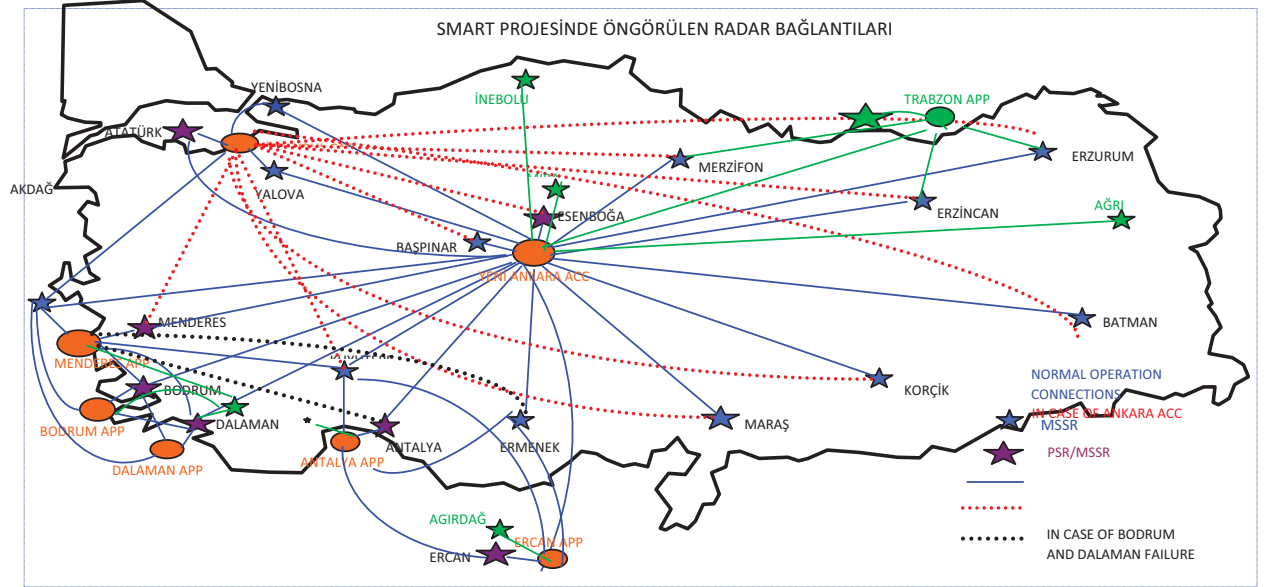 SMART PROJESİNDE ÖNGÖRÜLEN RADAR BAĞLANTILARI
YENİBOSNA
İNEBOLU
TRABZON APP
ATATÜRK
MERZİFON
ERZURUM
AKDAĞ
YALOVA
ERZİNCAN
AĞRI
ESENBOĞA
BAŞPINAR
YENI ANKARA ACC
MENDERES
BATMAN
MENDERES APP
BODRUM
KORÇİK
NORMAL OPERATION
CONNECTIONS
IN CASE OF ANKARA ACC
MSSR
BODRUM APP
DALAMAN
MARAŞ
ANTALYA
ERMENEK
DALAMAN APP
ANTALYA APP
PSR/MSSR
AGIRDAĞ
ERCAN APP
ERCAN
IN CASE OF BODRUM
AND DALAMAN FAILURE